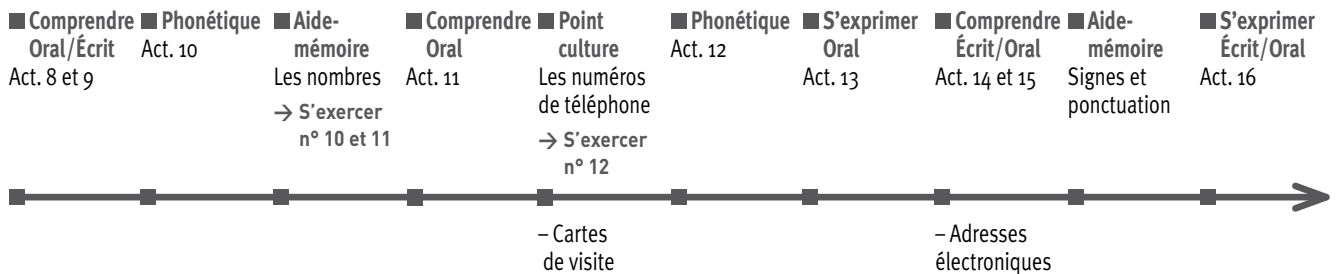 Comprendre
Oral/Écrit
Act. 8 et 9
Phonétique
Act. 10
Aide-
mémoire
Les nombres
→ S'exercer
n° 10 et 11
Comprendre
Oral
Act. 11
Point
culture
Les numéros
de téléphone
→ S'exercer
n° 12
Phonétique
Act. 12
S'exprimer
Oral
Act. 13
Comprendre
Écrit/Oral
Act. 14 et 15
Aide-
mémoire
Signes et
ponctuation
S'exprimer
Écrit/Oral
Act. 16
– Cartes
de visite
– Adresses
électroniques